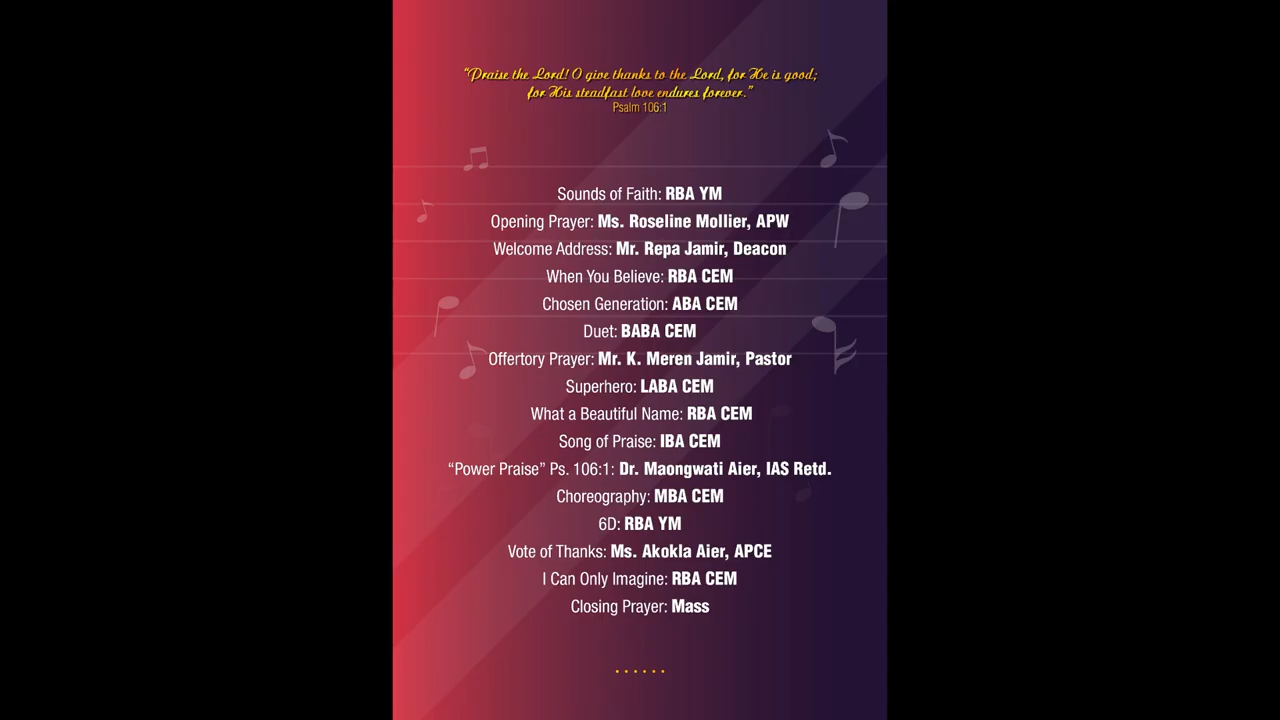 "Praise the Lord! O give thanks to the Lord, for He is good;
for His steadfast love endures forever."
Psalm 106:1
Sounds of Faith: RBA YM
Opening Prayer: Ms. Roseline Mollier, APW
Welcome Address: Mr. Repa Jamir, Deacon
When You Believe: RBA CEM
Chosen Generation: ABA CEM
Duet: BABA CEM
Offertory Prayer: Mr. K. Meren Jamir, Pastor
Superhero: LABA CEM
What a Beautiful Name: RBA CEM
Song of Praise: IBA CEM
"Power Praise" Ps. 106:1: Dr. Maongwati Aier, IAS Retd.
Choreography: MBA CEM
6D: RBA YM
Vote of Thanks: Ms. Akokla Aier, APCE
I Can Only Imagine: RBA CEM
Closing Prayer: Mass
......